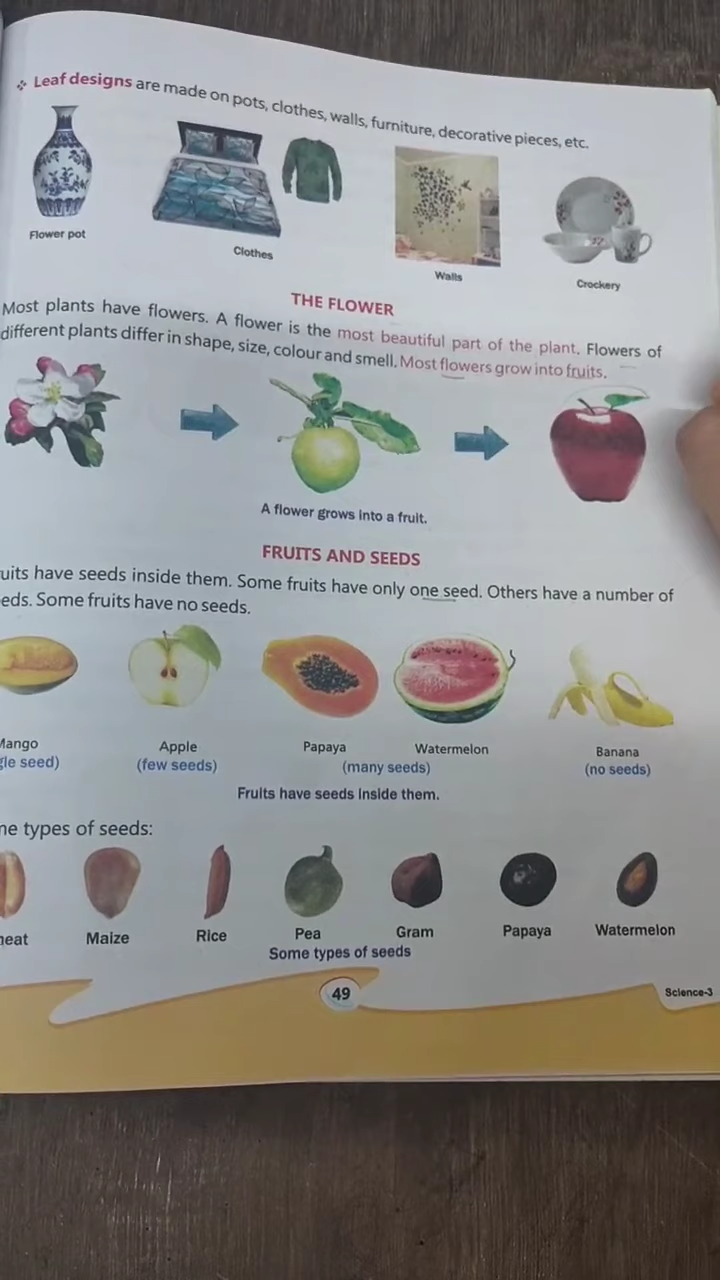 ❖ Leaf designs are made on pots, clothes, walls, furniture, decorative pieces, etc.
Flower pot
Clothes
Walls
Crockery
THE FLOWER
Most plants have flowers. A flower is the most beautiful part of the plant. Flowers of
different plants differ in shape, size, colour and smell. Most flowers grow into fruits.
A flower grows into a fruit.
FRUITS AND SEEDS
uits have seeds inside them. Some fruits have only one seed. Others have a number of
eds. Some fruits have no seeds.
Mango Apple Papaya Watermelon Banana
gle seed) (few seeds) (many seeds) (no seeds)
Fruits have seeds inside them.
ne types of seeds:
heat Maize Rice Pea Gram Papaya Watermelon
Some types of seeds
49
Science-3